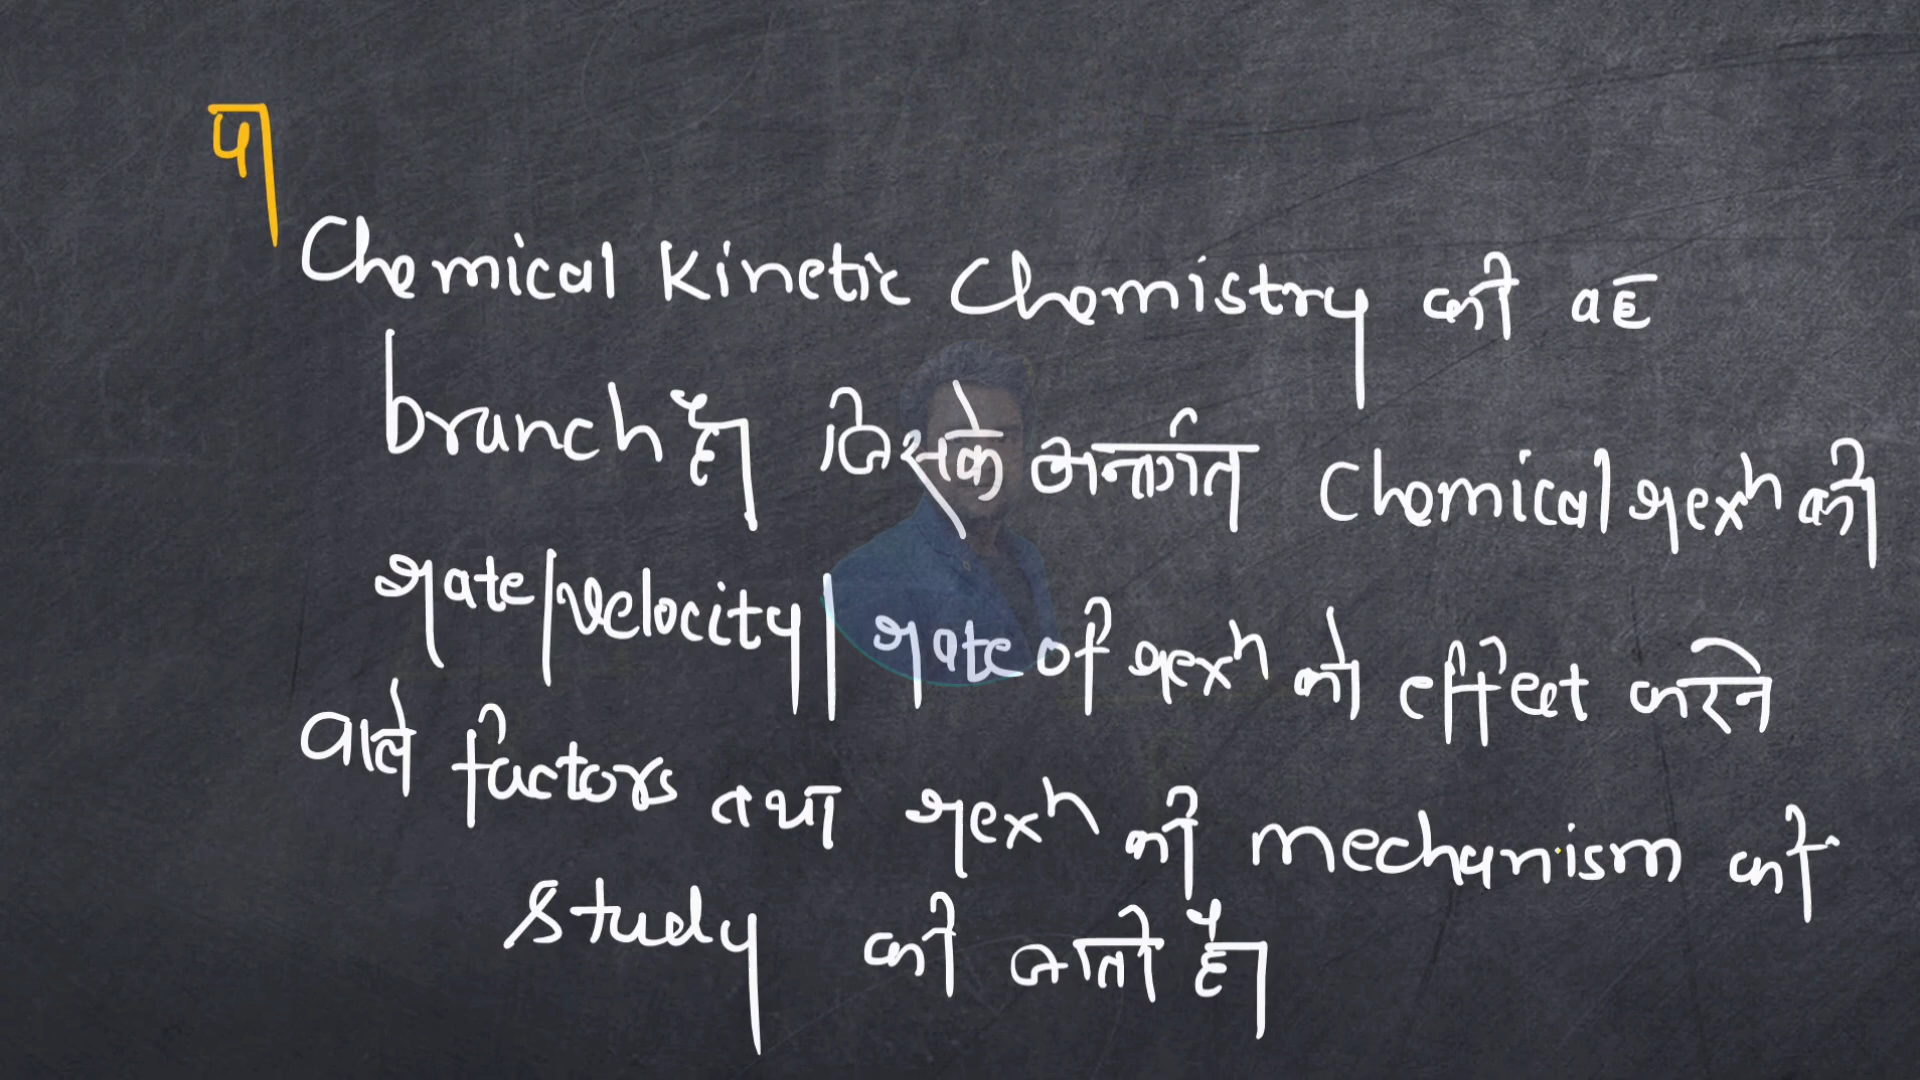 प।
Chemical Kinetic Chemistry की वह
branch है। जिसके अन्तर्गत Chemical rexⁿ की
rate/velocity| rate of rexⁿ को effect करने
वाले factors तथा rexⁿ की mechanism की
study की जाती है।